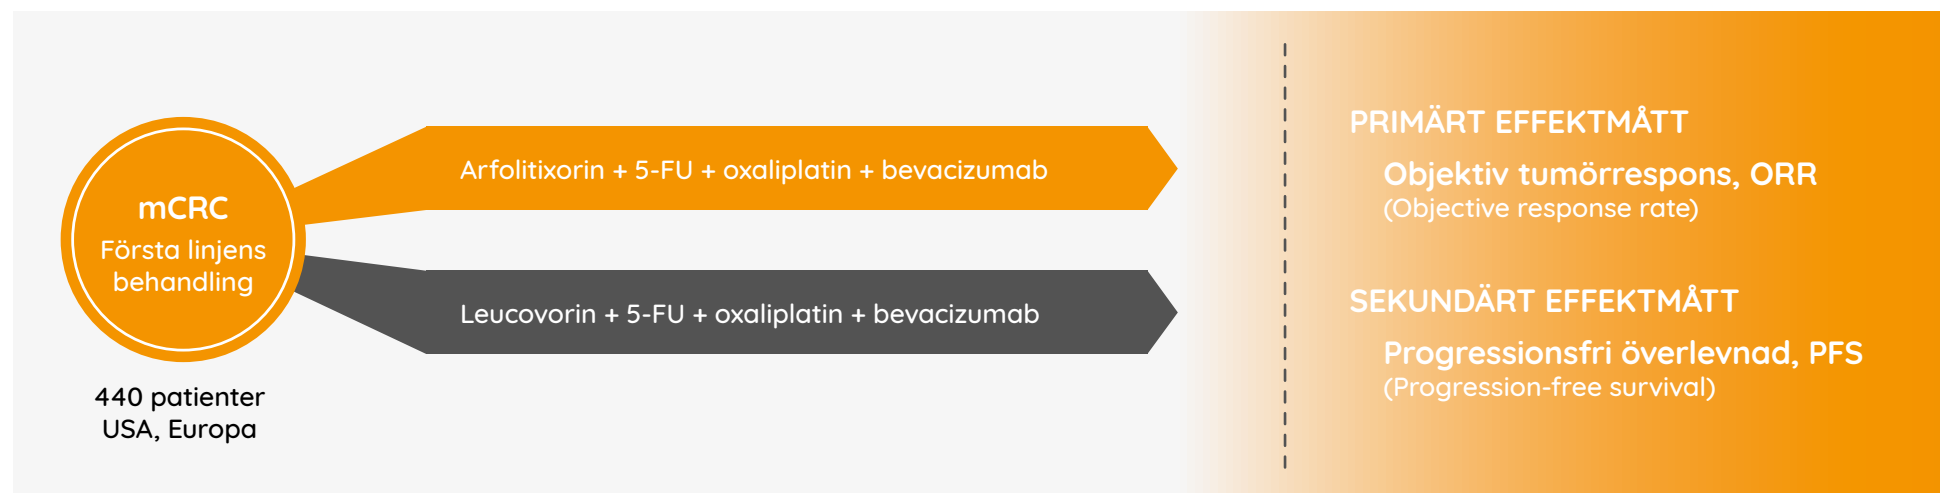 mCRC
Första linjens
behandling
440 patienter
USA, Europa
Arfolitixorin + 5-FU + oxaliplatin + bevacizumab
Leucovorin + 5-FU + oxaliplatin + bevacizumab
PRIMÄRT EFFEKTMÅTT
Objektiv tumörrespons, ORR
(Objective response rate)
SEKUNDÄRT EFFEKTMÅTT
Progressionsfri överlevnad, PFS
(Progression-free survival)